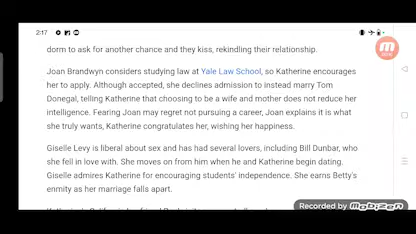 2:17
dorm to ask for another chance and they kiss, rekindling their relationship.
Joan Brandwyn considers studying law at Yale Law School, so Katherine encourages
her to apply. Although accepted, she declines admission to instead marry Tom
Donegal, telling Katherine that choosing to be a wife and mother does not reduce her
intelligence. Fearing Joan may regret not pursuing a career, Joan explains it is what
she truly wants, Katherine congratulates her, wishing her happiness.
Giselle Levy is liberal about sex and has had several lovers, including Bill Dunbar, who
she fell in love with. She moves on from him when he and Katherine begin dating.
Giselle admires Katherine for encouraging students' independence. She earns Betty's
enmity as her marriage falls apart.
Recorded by Mobizen